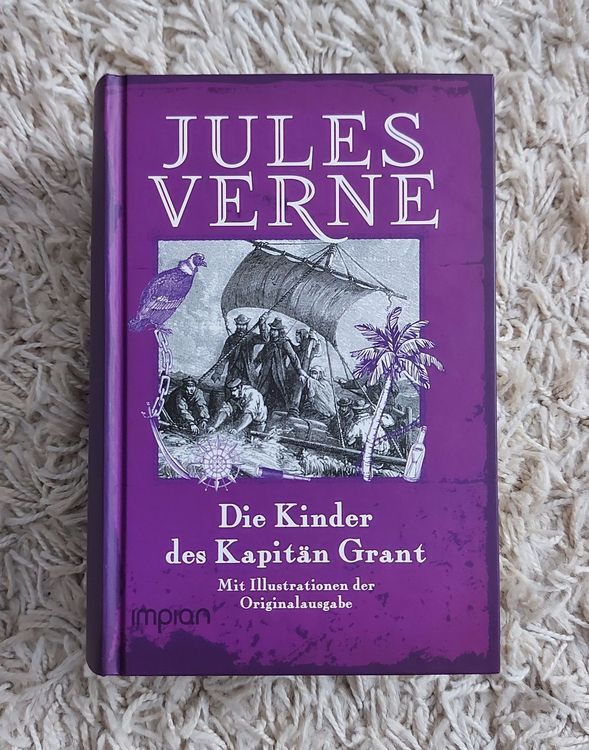 JULES
VERNE
Die Kinder
des Kapitän Grant
Mit Illustrationen der
Originalausgabe
impian